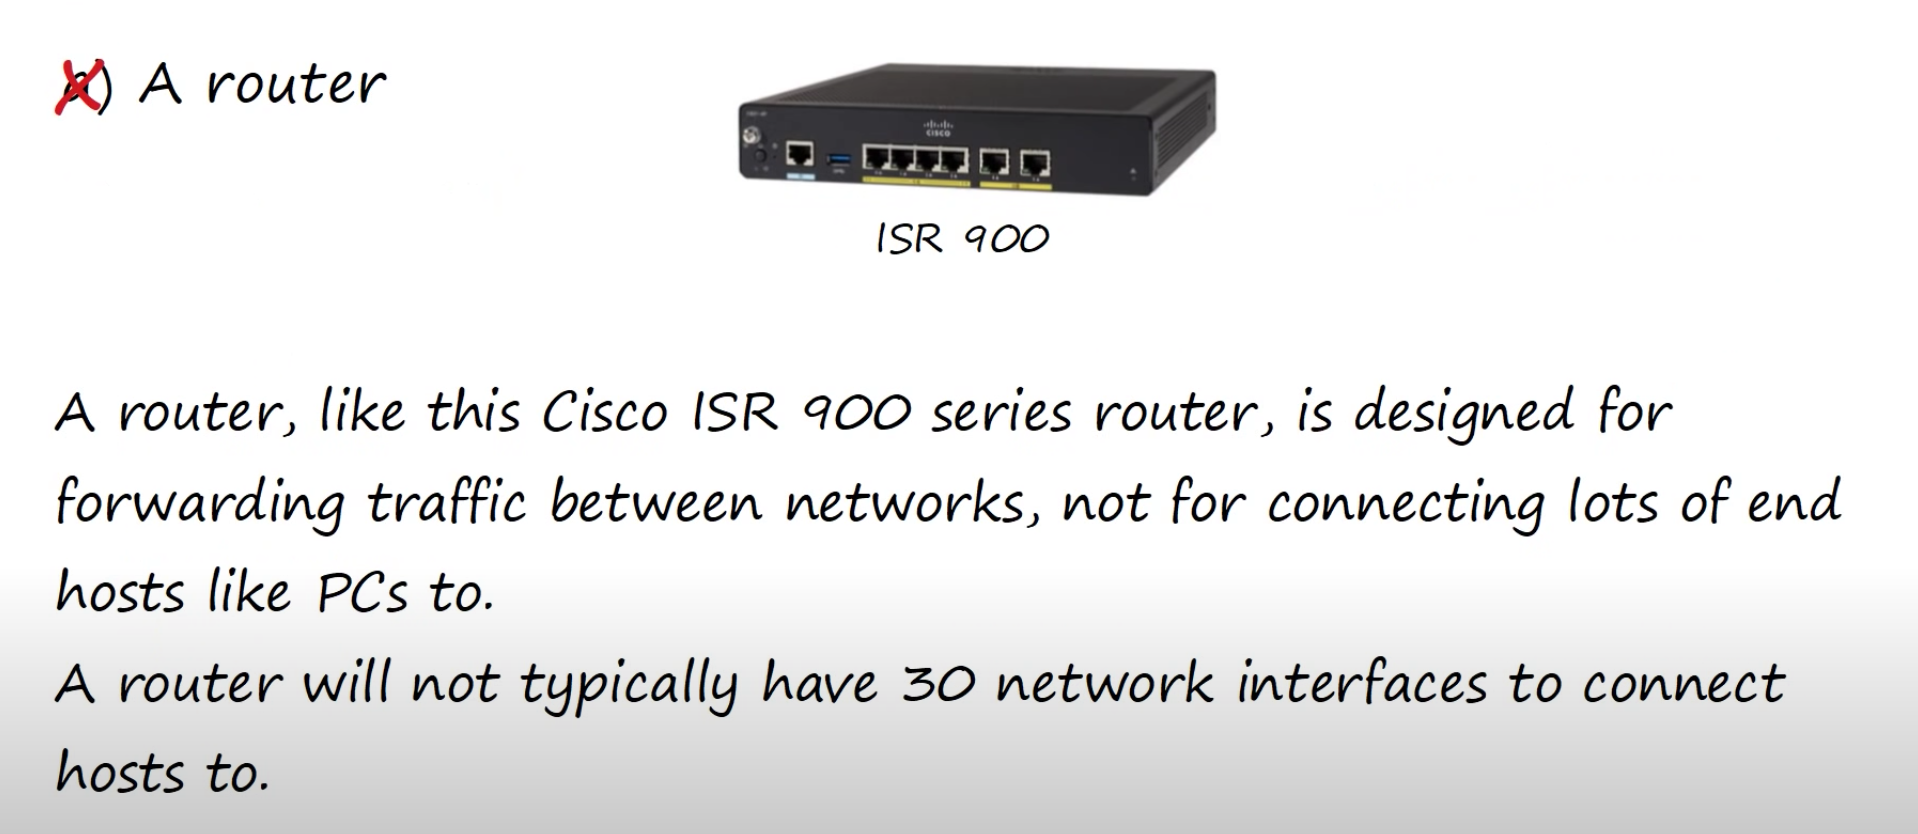 a) A router
CISCO
ISR 900
A router, like this Cisco ISR 900 series router, is designed for
forwarding traffic between networks, not for connecting lots of end
hosts like PCs to.
A router will not typically have 30 network interfaces to connect
hosts to.